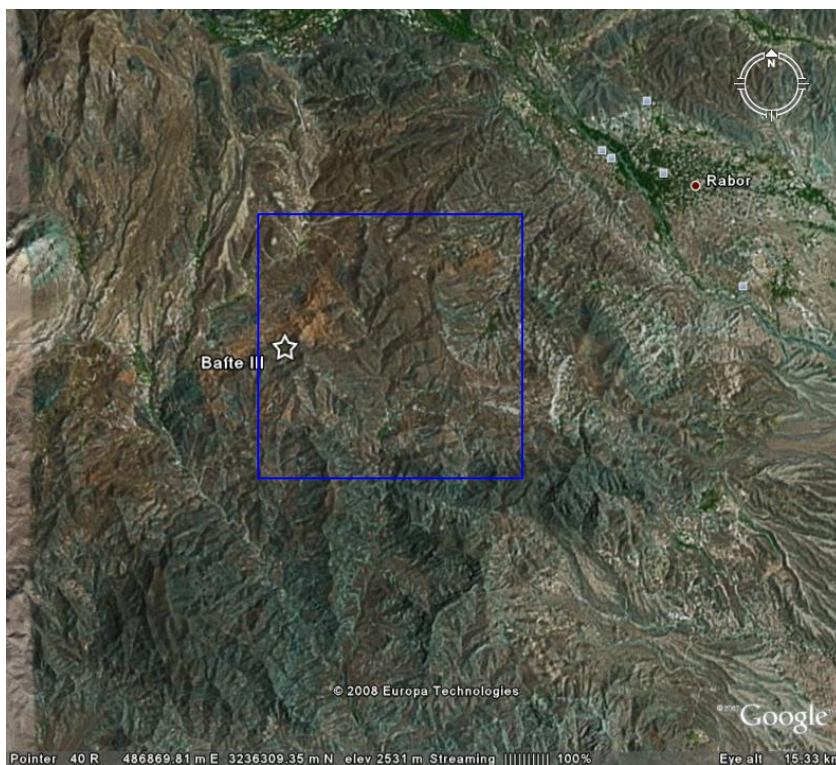 N
Rabor
Bafte III
© 2008 Europa Technologies
©2007 Google
Pointer 40 R 486869.81 m E 3236309.35 m N elev 2531 m Streaming |||||||||| 100% Eye alt 15.33 km